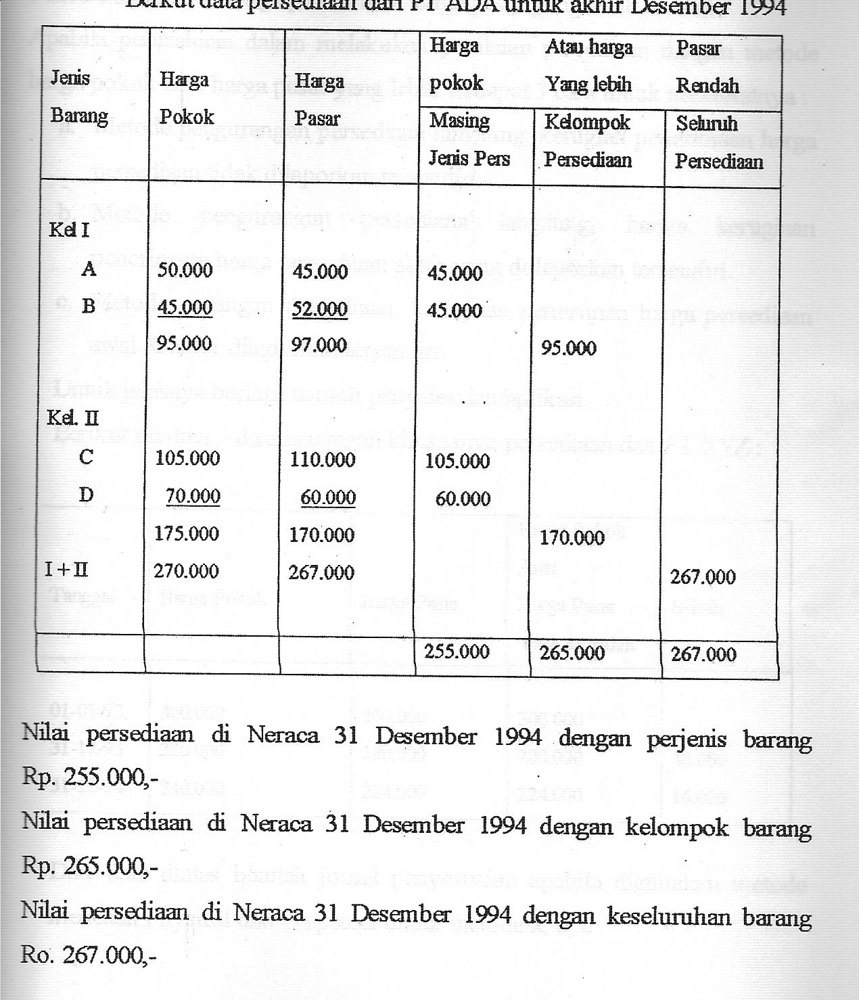 Berikut data persediaan dari PT ADA untuk akhir Desember 1994
Jenis Barang | Harga Pokok | Harga Pasar | Harga pokok | Atau harga Yang lebih | Pasar Rendah
Masing Jenis Pers | Kelompok Persediaan | Seluruh Persediaan
Kel I
A 50.000 45.000 45.000
B 45.000 52.000 45.000
95.000 97.000 95.000
Kel. II
C 105.000 110.000 105.000
D 70.000 60.000 60.000
175.000 170.000 170.000
I + II 270.000 267.000 267.000
255.000 265.000 267.000
Nilai persediaan di Neraca 31 Desember 1994 dengan perjenis barang
Rp. 255.000,-
Nilai persediaan di Neraca 31 Desember 1994 dengan kelompok barang
Rp. 265.000,-
Nilai persediaan di Neraca 31 Desember 1994 dengan keseluruhan barang
Ro. 267.000,-